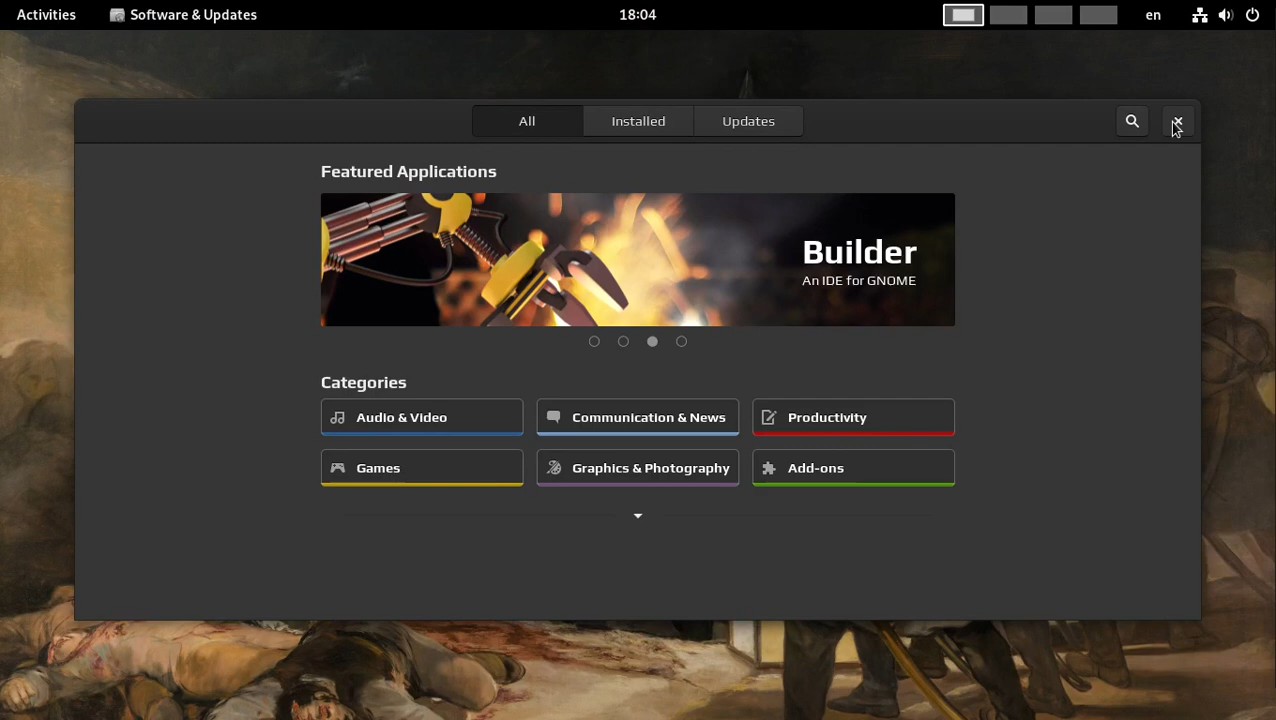 Activities
Software & Updates
18:04
en
All
Installed
Updates
Featured Applications
Builder
An IDE for GNOME
Categories
Audio & Video
Communication & News
Productivity
Games
Graphics & Photography
Add-ons